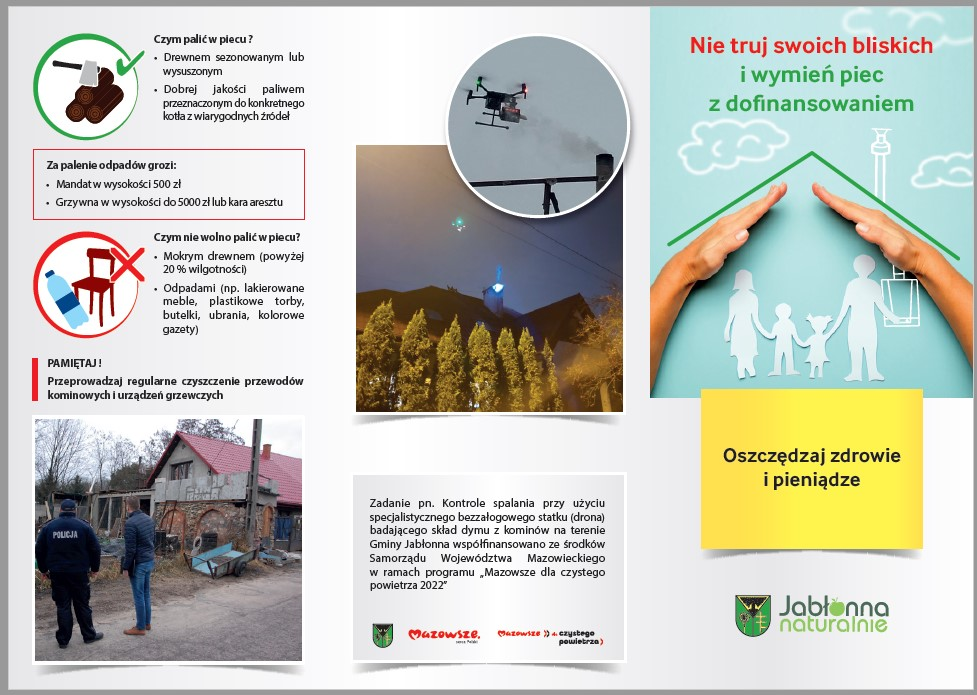 Czym palić w piecu ?
• Drewnem sezonowanym lub
wysuszonym
• Dobrej jakości paliwem
przeznaczonym do konkretnego
kotła z wiarygodnych źródeł
Za palenie odpadów grozi:
• Mandat w wysokości 500 zł
• Grzywna w wysokości do 5000 zł lub kara aresztu
Czym nie wolno palić w piecu?
• Mokrym drewnem (powyżej
20 % wilgotności)
• Odpadami (np. lakierowane
meble, plastikowe torby,
butelki, ubrania, kolorowe
gazety)
PAMIĘTAJ !
Przeprowadzaj regularne czyszczenie przewodów
kominowych i urządzeń grzewczych
POLICJA
Zadanie pn. Kontrole spalania przy użyciu
specjalistycznego bezzałogowego statku (drona)
badającego skład dymu z kominów na terenie
Gminy Jabłonna współfinansowano ze środków
Samorządu Województwa Mazowieckiego
w ramach programu „Mazowsze dla czystego
powietrza 2022”
Mazowsze.
serce Polski
Mazowsze
dla czystego
powietrza
Nie truj swoich bliskich
i wymień piec
z dofinansowaniem
Oszczędzaj zdrowie
i pieniądze
Jabłonna
naturalnie